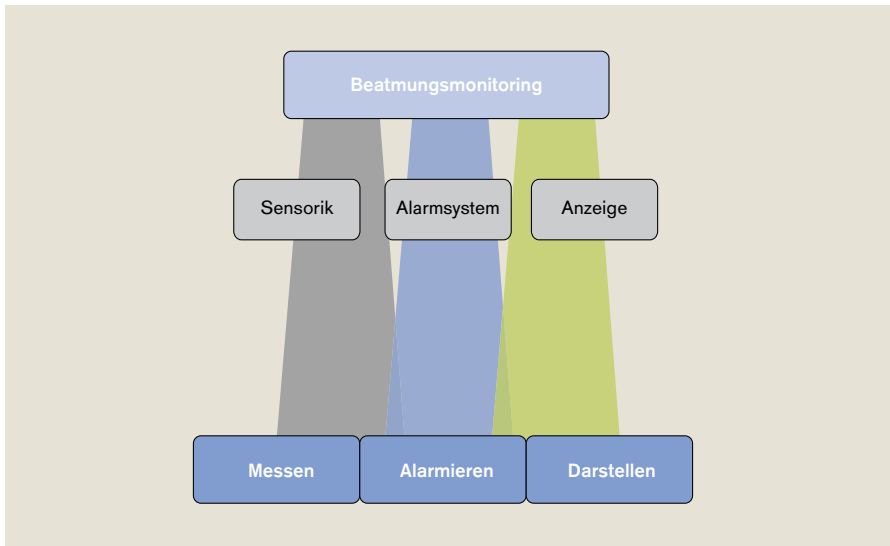 Beatmungsmonitoring
Sensorik
Alarmsystem
Anzeige
Messen
Alarmieren
Darstellen